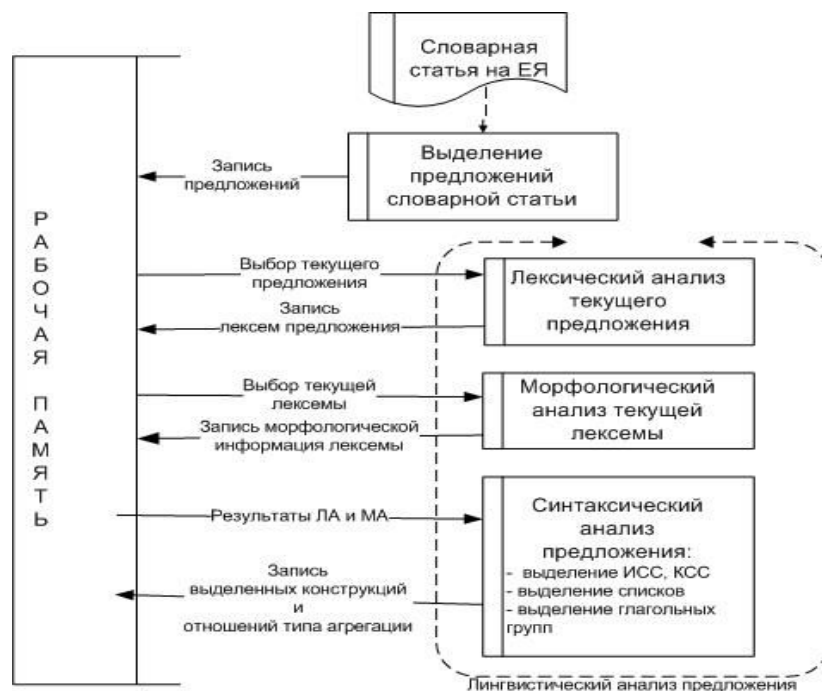 Словарная
статья на ЕЯ
Выделение
предложений
словарной статьи
Запись
предложений
РАБОЧАЯ ПАМЯТЬ
Выбор текущего
предложения
Лексический анализ
текущего
предложения
Запись
лексем предложения
Выбор текущей
лексемы
Морфологический
анализ текущей
лексемы
Запись морфологической
информация лексемы
Результаты ЛА и МА
Синтаксический
анализ
предложения:
- выделение ИСС, КСС
- выделение списков
- выделение глагольных
групп
Запись
выделенных конструкций
и
отношений типа агрегации
Лингвистический анализ предложения